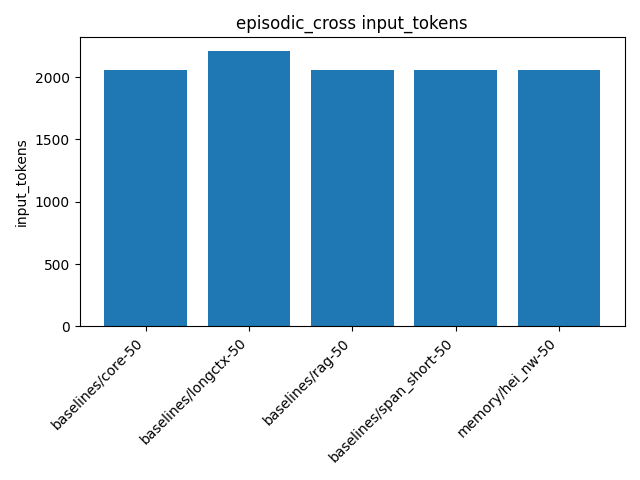 episodic_cross input_tokens
input_tokens
2000
1500
1000
500
0
baselines/core-50
baselines/longctx-50
baselines/rag-50
baselines/span_short-50
memory/hei_nw-50